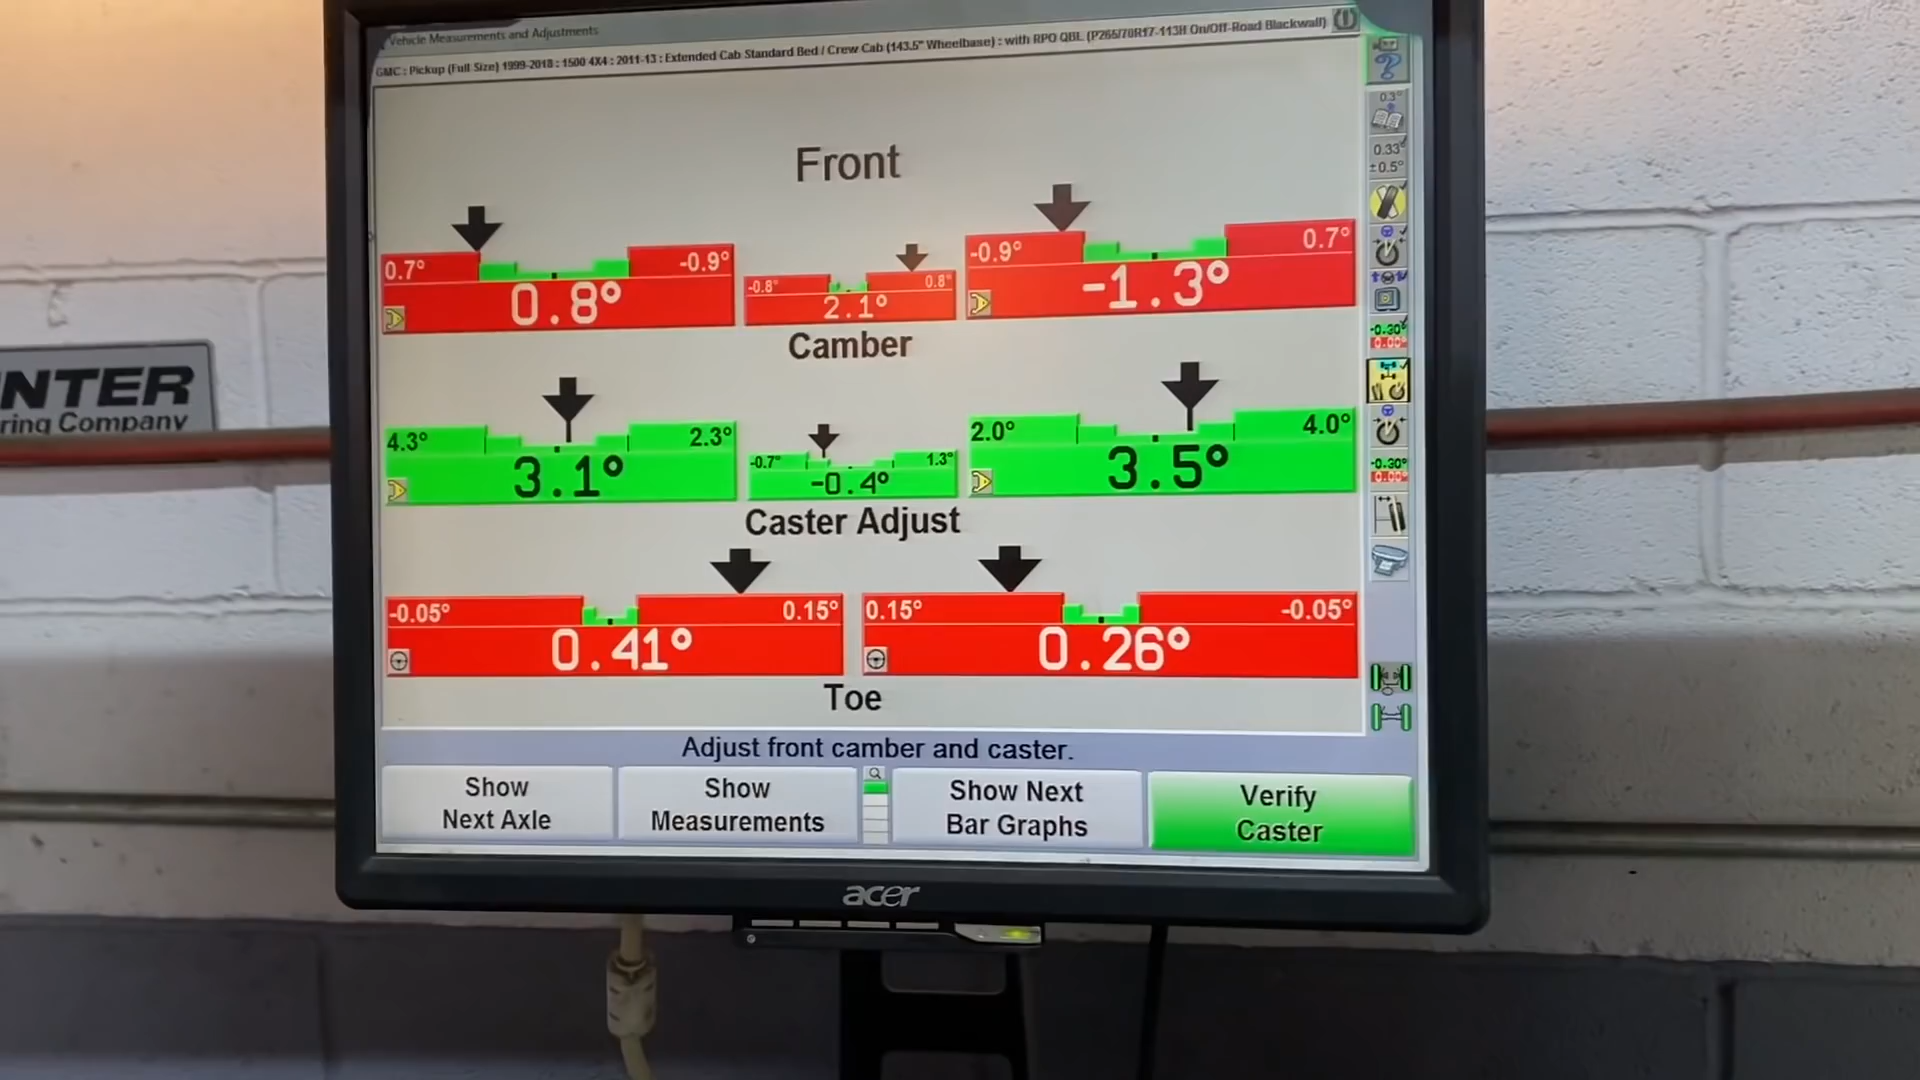 Vehicle Measurements and Adjustments
GMC : Pickup (Full Size) 1999-2018 : 1500 4X4 : 2011-13 : Extended Cab Standard Bed / Crew Cab (143.5" Wheelbase) : with RPO QBL (P265/70R17-113H On/Off-Road Blackwall)
Front
0.7° -0.9° -0.8° 0.8° -0.9° 0.7°
0.8° 2.1° -1.3°
Camber
4.3° 2.3° -0.7° 1.3° 2.0° 4.0°
3.1° -0.4° 3.5°
Caster Adjust
-0.05° 0.15° 0.15° -0.05°
0.41° 0.26°
Toe
Adjust front camber and caster.
Show
Next Axle
Show
Measurements
Show Next
Bar Graphs
Verify
Caster
?
0.3°
0.33°
±0.5°
-0.30°
0.00°
-0.30°
0.00°
acer
NTER
ring Company